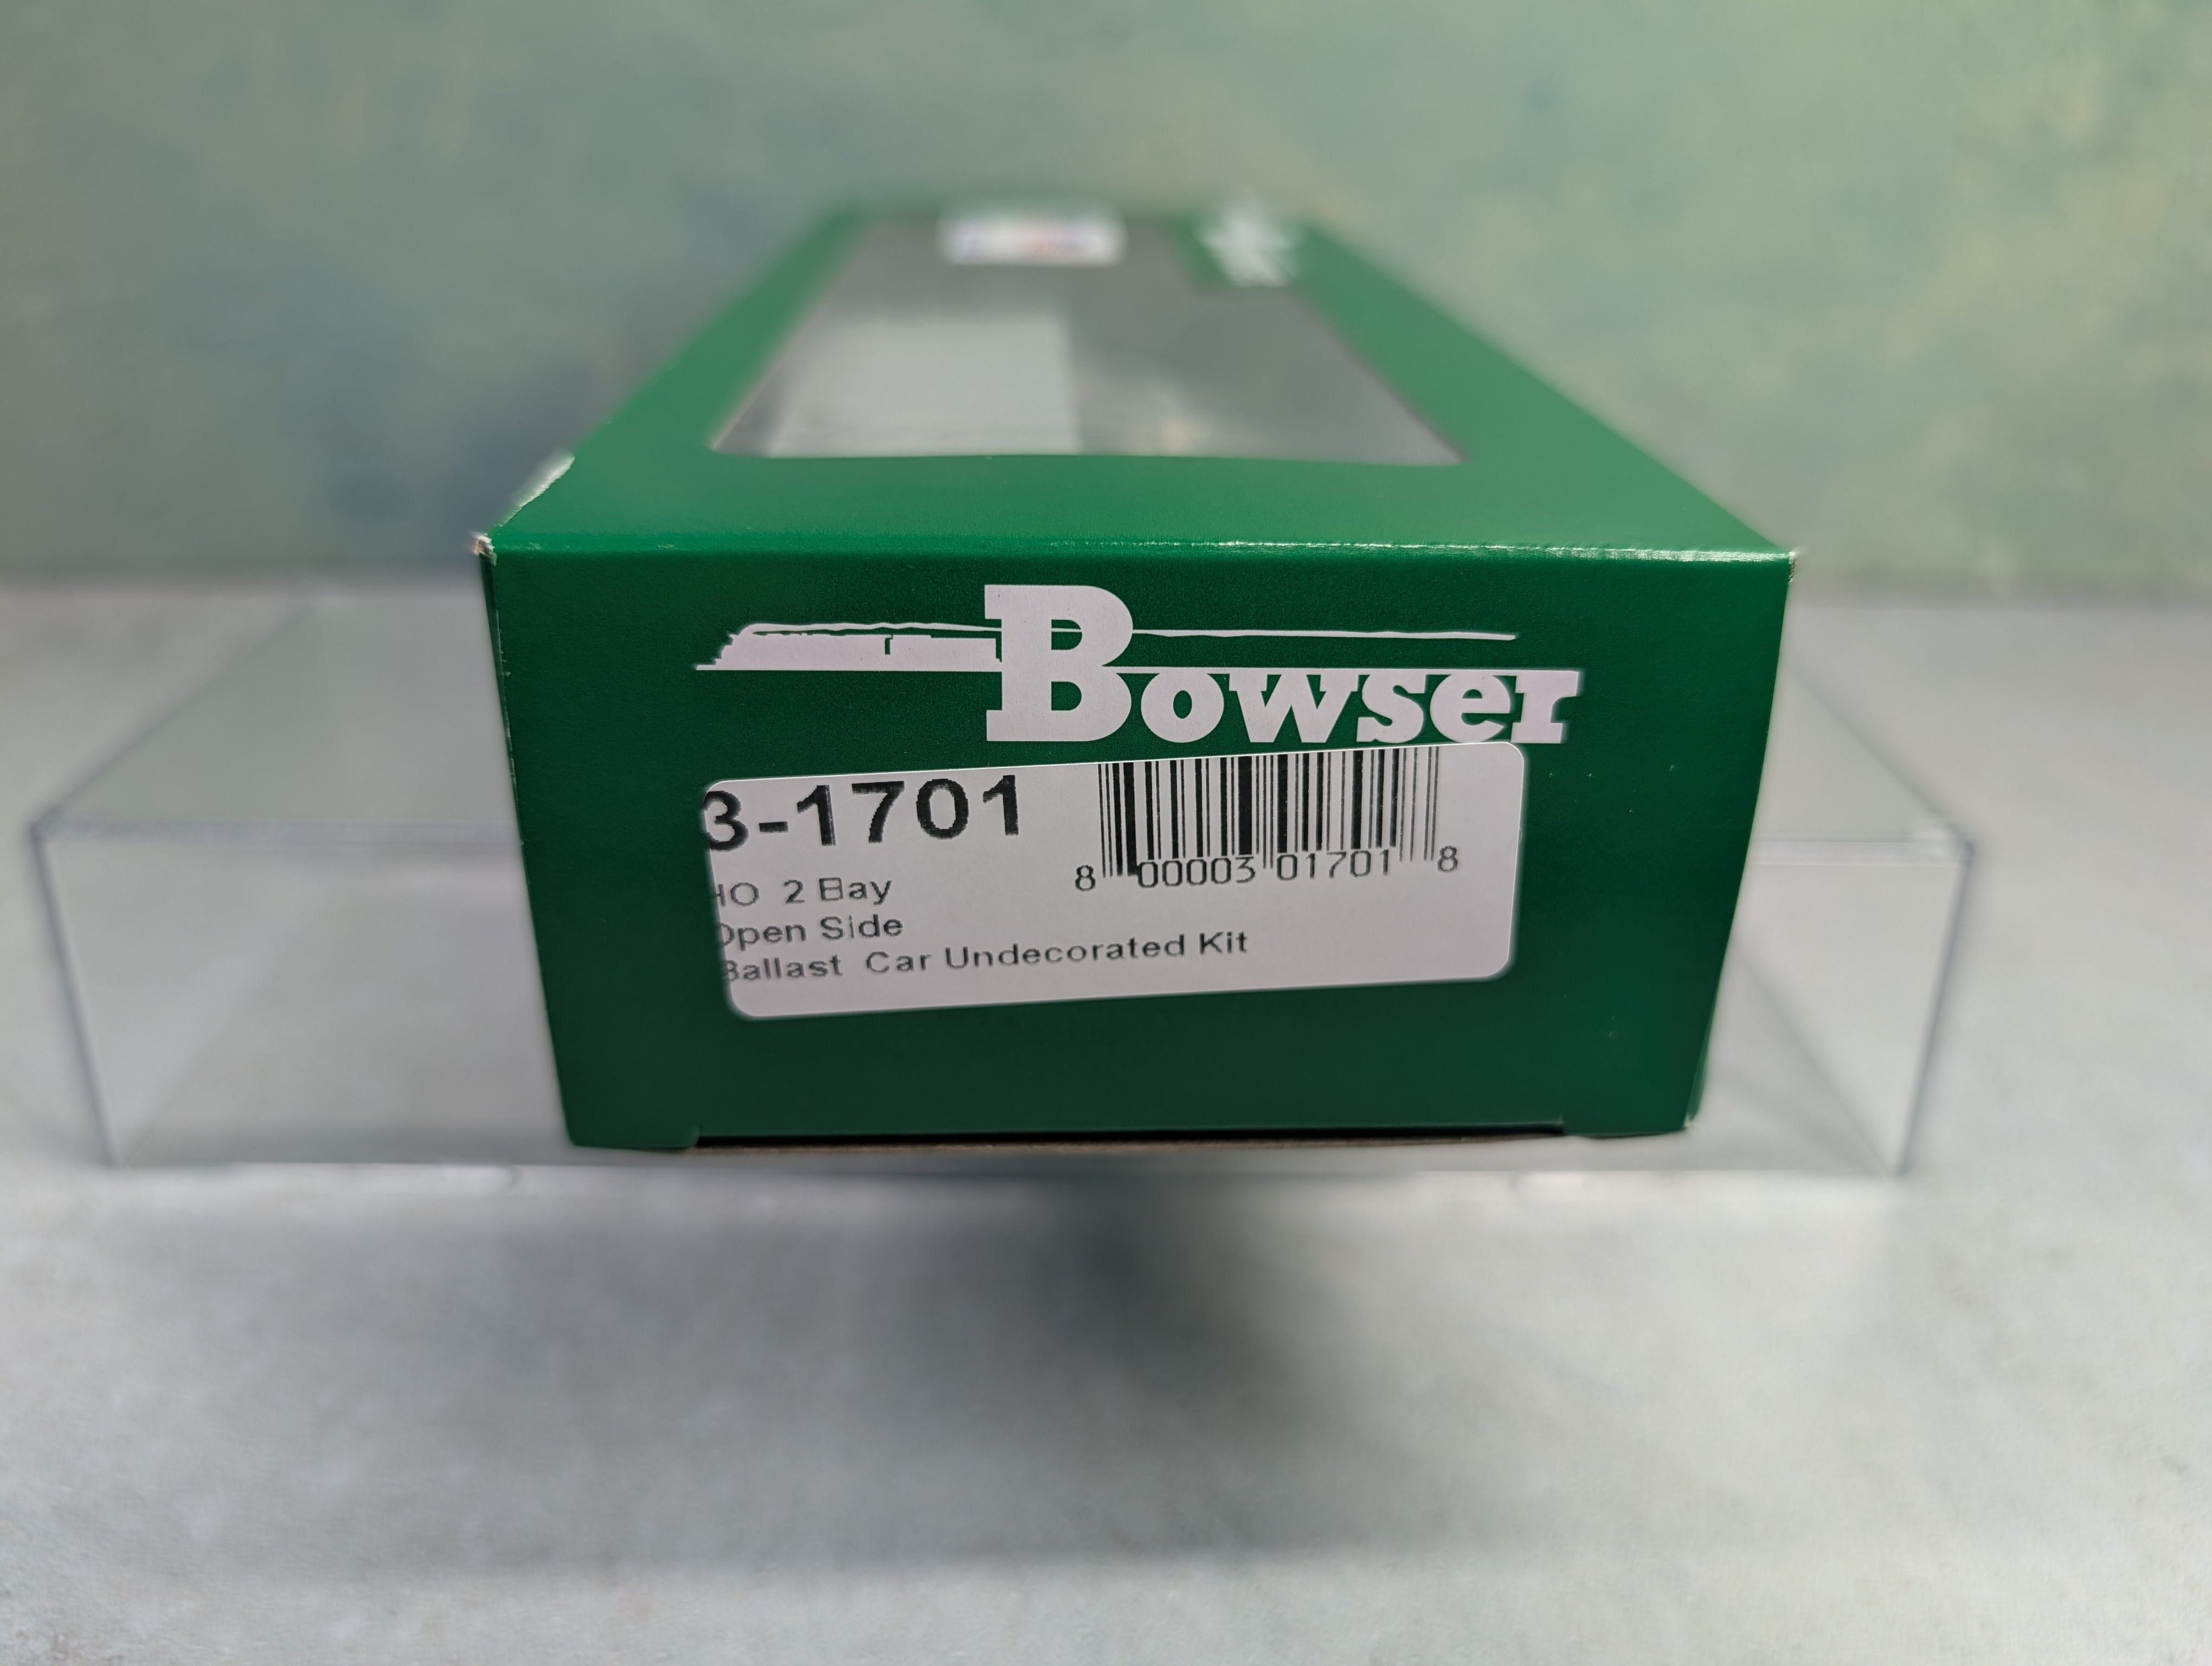 Bowser
3-1701
8 00003 01701 8
HO 2 Bay
Open Side
Ballast Car Undecorated Kit